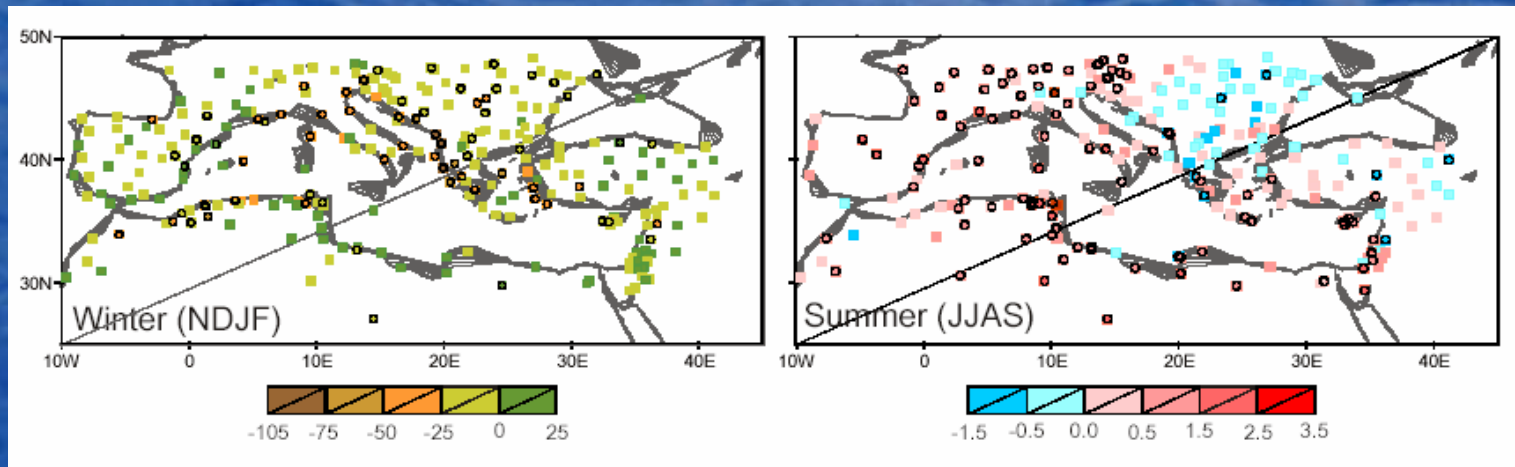 50N
40N
30N
Winter (NDJF)
Summer (JJAS)
10W 0 10E 20E 30E 40E
10W 0 10E 20E 30E 40E
-105 -75 -50 -25 0 25
-1.5 -0.5 0.0 0.5 1.5 2.5 3.5